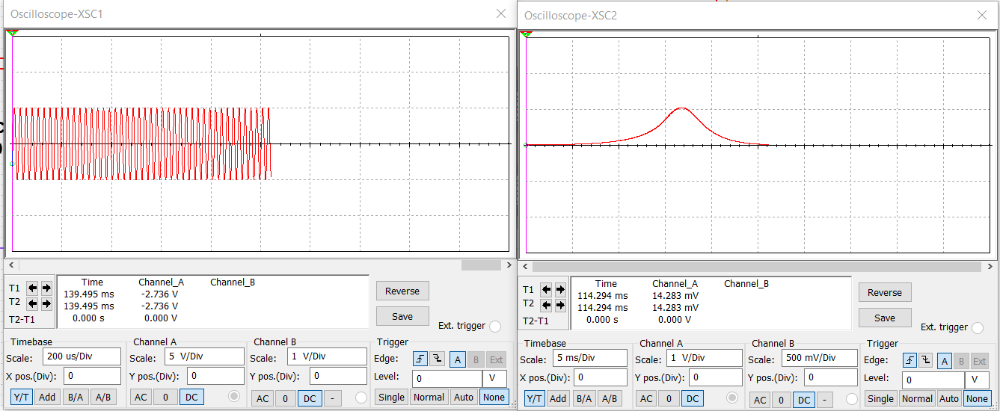 Oscilloscope-XSC1
T1
T2
T2-T1
Time Channel_A Channel_B
139.495 ms -2.736 V
139.495 ms -2.736 V
0.000 s 0.000 V
Reverse
Save
Ext. trigger
Timebase
Scale: 200 us/Div
X pos.(Div): 0
Y/T Add B/A A/B
Channel A
Scale: 5 V/Div
Y pos.(Div): 0
AC 0 DC
Channel B
Scale: 1 V/Div
Y pos.(Div): 0
AC 0 DC -
Trigger
Edge: A B Ext
Level: 0 V
Single Normal Auto None
Oscilloscope-XSC2
T1
T2
T2-T1
Time Channel_A Channel_B
114.294 ms 14.283 mV
114.294 ms 14.283 mV
0.000 s 0.000 V
Reverse
Save
Ext. trigger
Timebase
Scale: 5 ms/Div
X pos.(Div): 0
Y/T Add B/A A/B
Channel A
Scale: 1 V/Div
Y pos.(Div): 0
AC 0 DC
Channel B
Scale: 500 mV/Div
Y pos.(Div): 0
AC 0 DC -
Trigger
Edge: A B Ext
Level: 0 V
Single Normal Auto None